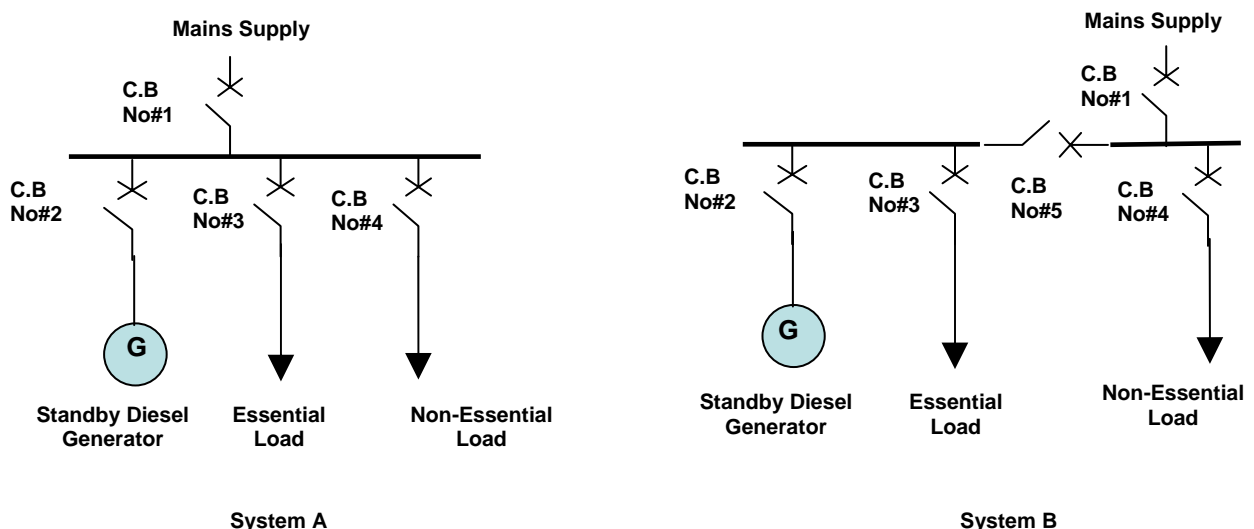 Mains Supply
C.B
No#1
C.B
No#2
C.B
No#3
C.B
No#4
G
Standby Diesel
Generator
Essential
Load
Non-Essential
Load
System A
Mains Supply
C.B
No#1
C.B
No#2
C.B
No#3
C.B
No#5
C.B
No#4
G
Standby Diesel
Generator
Essential
Load
Non-Essential
Load
System B